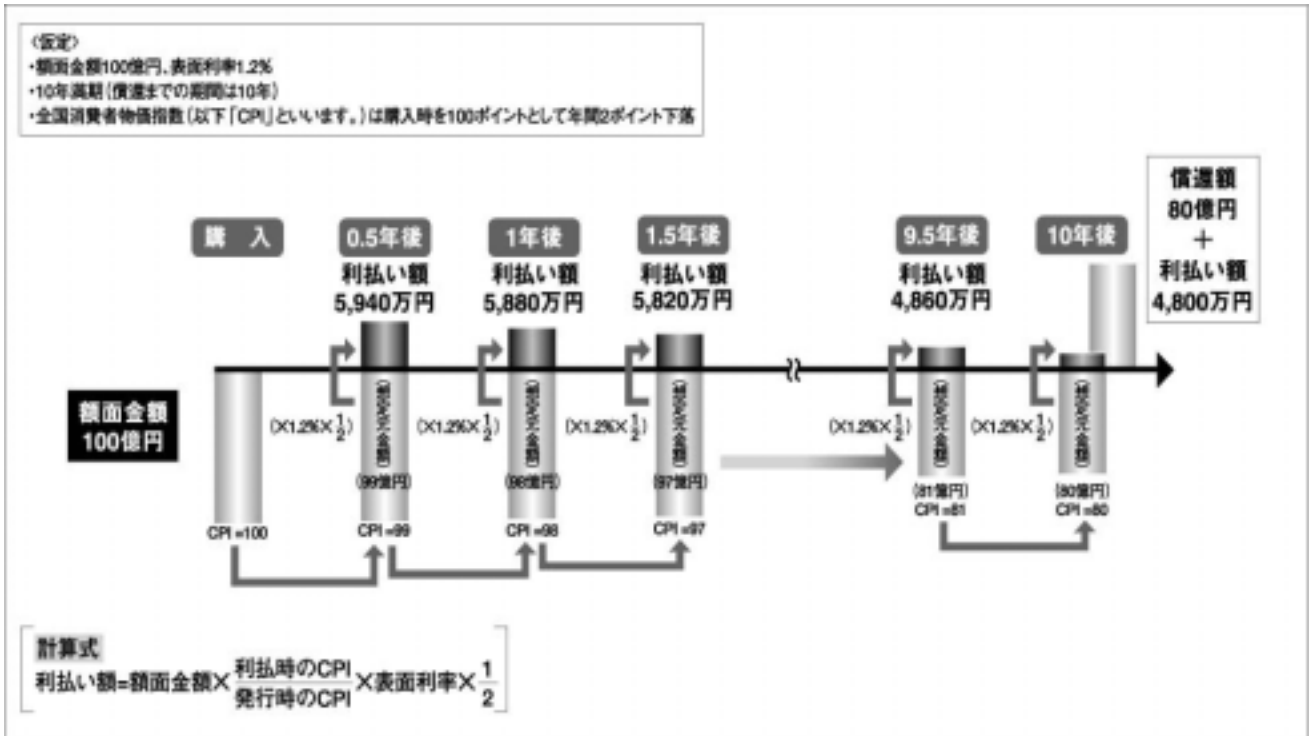 〈仮定〉
・額面金額100億円、表面利率1.2%
・10年満期(償還までの期間は10年)
・全国消費者物価指数(以下「CPI」といいます。)は購入時を100ポイントとして年間2ポイント下落
償還額
80億円
+
利払い額
4,800万円
購 入
0.5年後
1年後
1.5年後
9.5年後
10年後
利払い額
5,940万円
利払い額
5,880万円
利払い額
5,820万円
利払い額
4,860万円
額面金額
100億円
(×1.2%×1/2)
(×1.2%×1/2)
(×1.2%×1/2)
(×1.2%×1/2)
(×1.2%×1/2)
(99億円)
(98億円)
(97億円)
(81億円)
(80億円)
CPI=100
CPI=99
CPI=98
CPI=97
CPI=81
CPI=80
計算式
利払い額=額面金額×利払時のCPI/発行時のCPI×表面利率×1/2